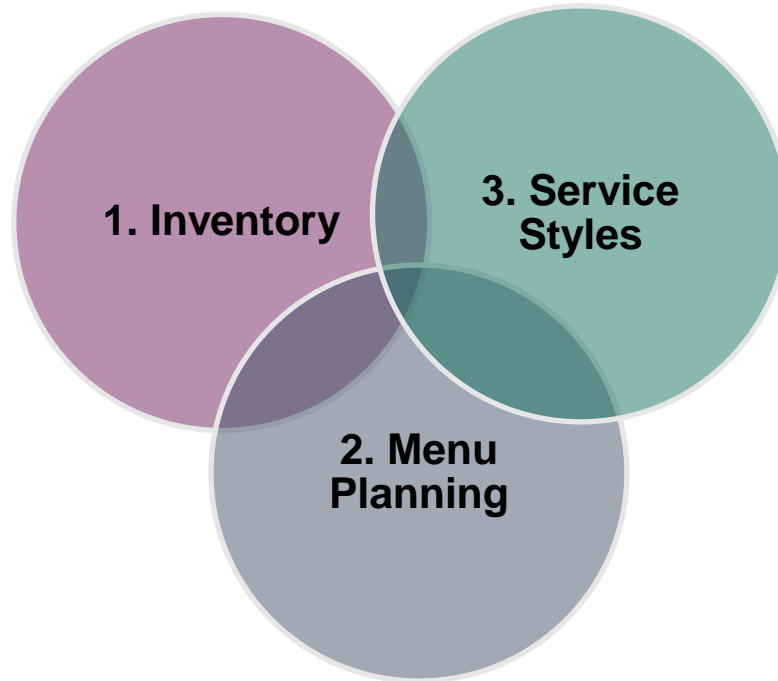 1. Inventory
3. Service
Styles
2. Menu
Planning